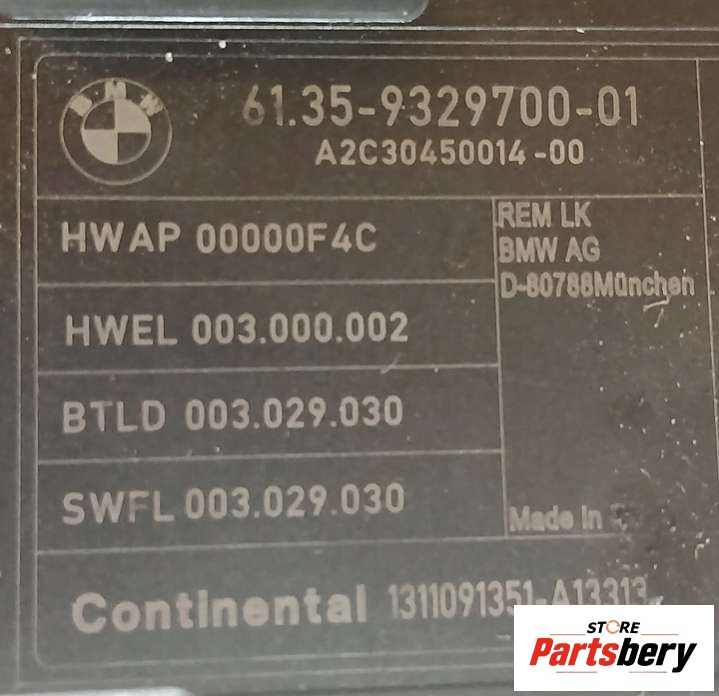 BMW
61.35-9329700-01
A2C30450014-00
HWAP 00000F4C
REM LK
BMW AG
D-80788München
HWEL 003.000.002
BTLD 003.029.030
SWFL 003.029.030
Made in
Continental 1311091351-A13313
STORE
Partsbery